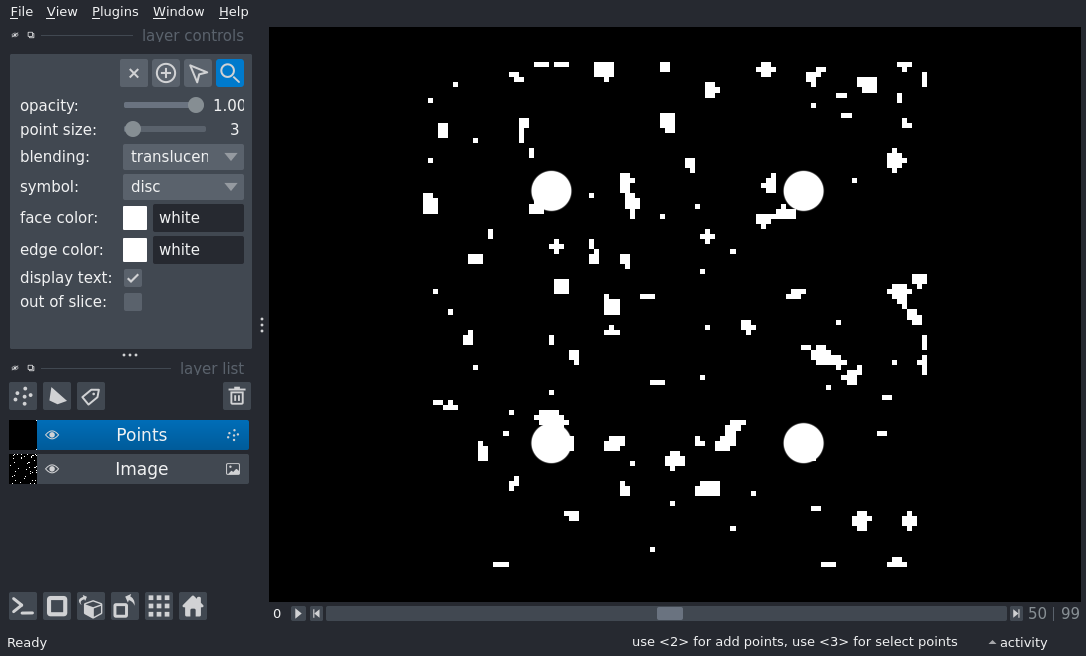 File View Plugins Window Help
layer controls
opacity: 1.00
point size: 3
blending: translucen
symbol: disc
face color: white
edge color: white
display text:
out of slice:
layer list
Points
Image
0 50 99
Ready use <2> for add points, use <3> for select points activity